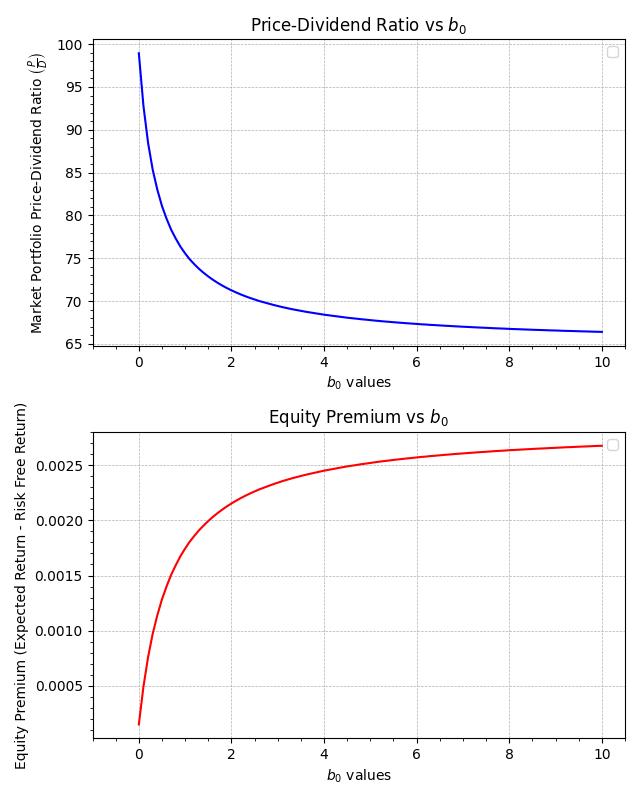 Price-Dividend Ratio vs b₀
Market Portfolio Price-Dividend Ratio (P/D)
100
95
90
85
80
75
70
65
0 2 4 6 8 10
b₀ values
Equity Premium vs b₀
Equity Premium (Expected Return - Risk Free Return)
0.0025
0.0020
0.0015
0.0010
0.0005
0 2 4 6 8 10
b₀ values